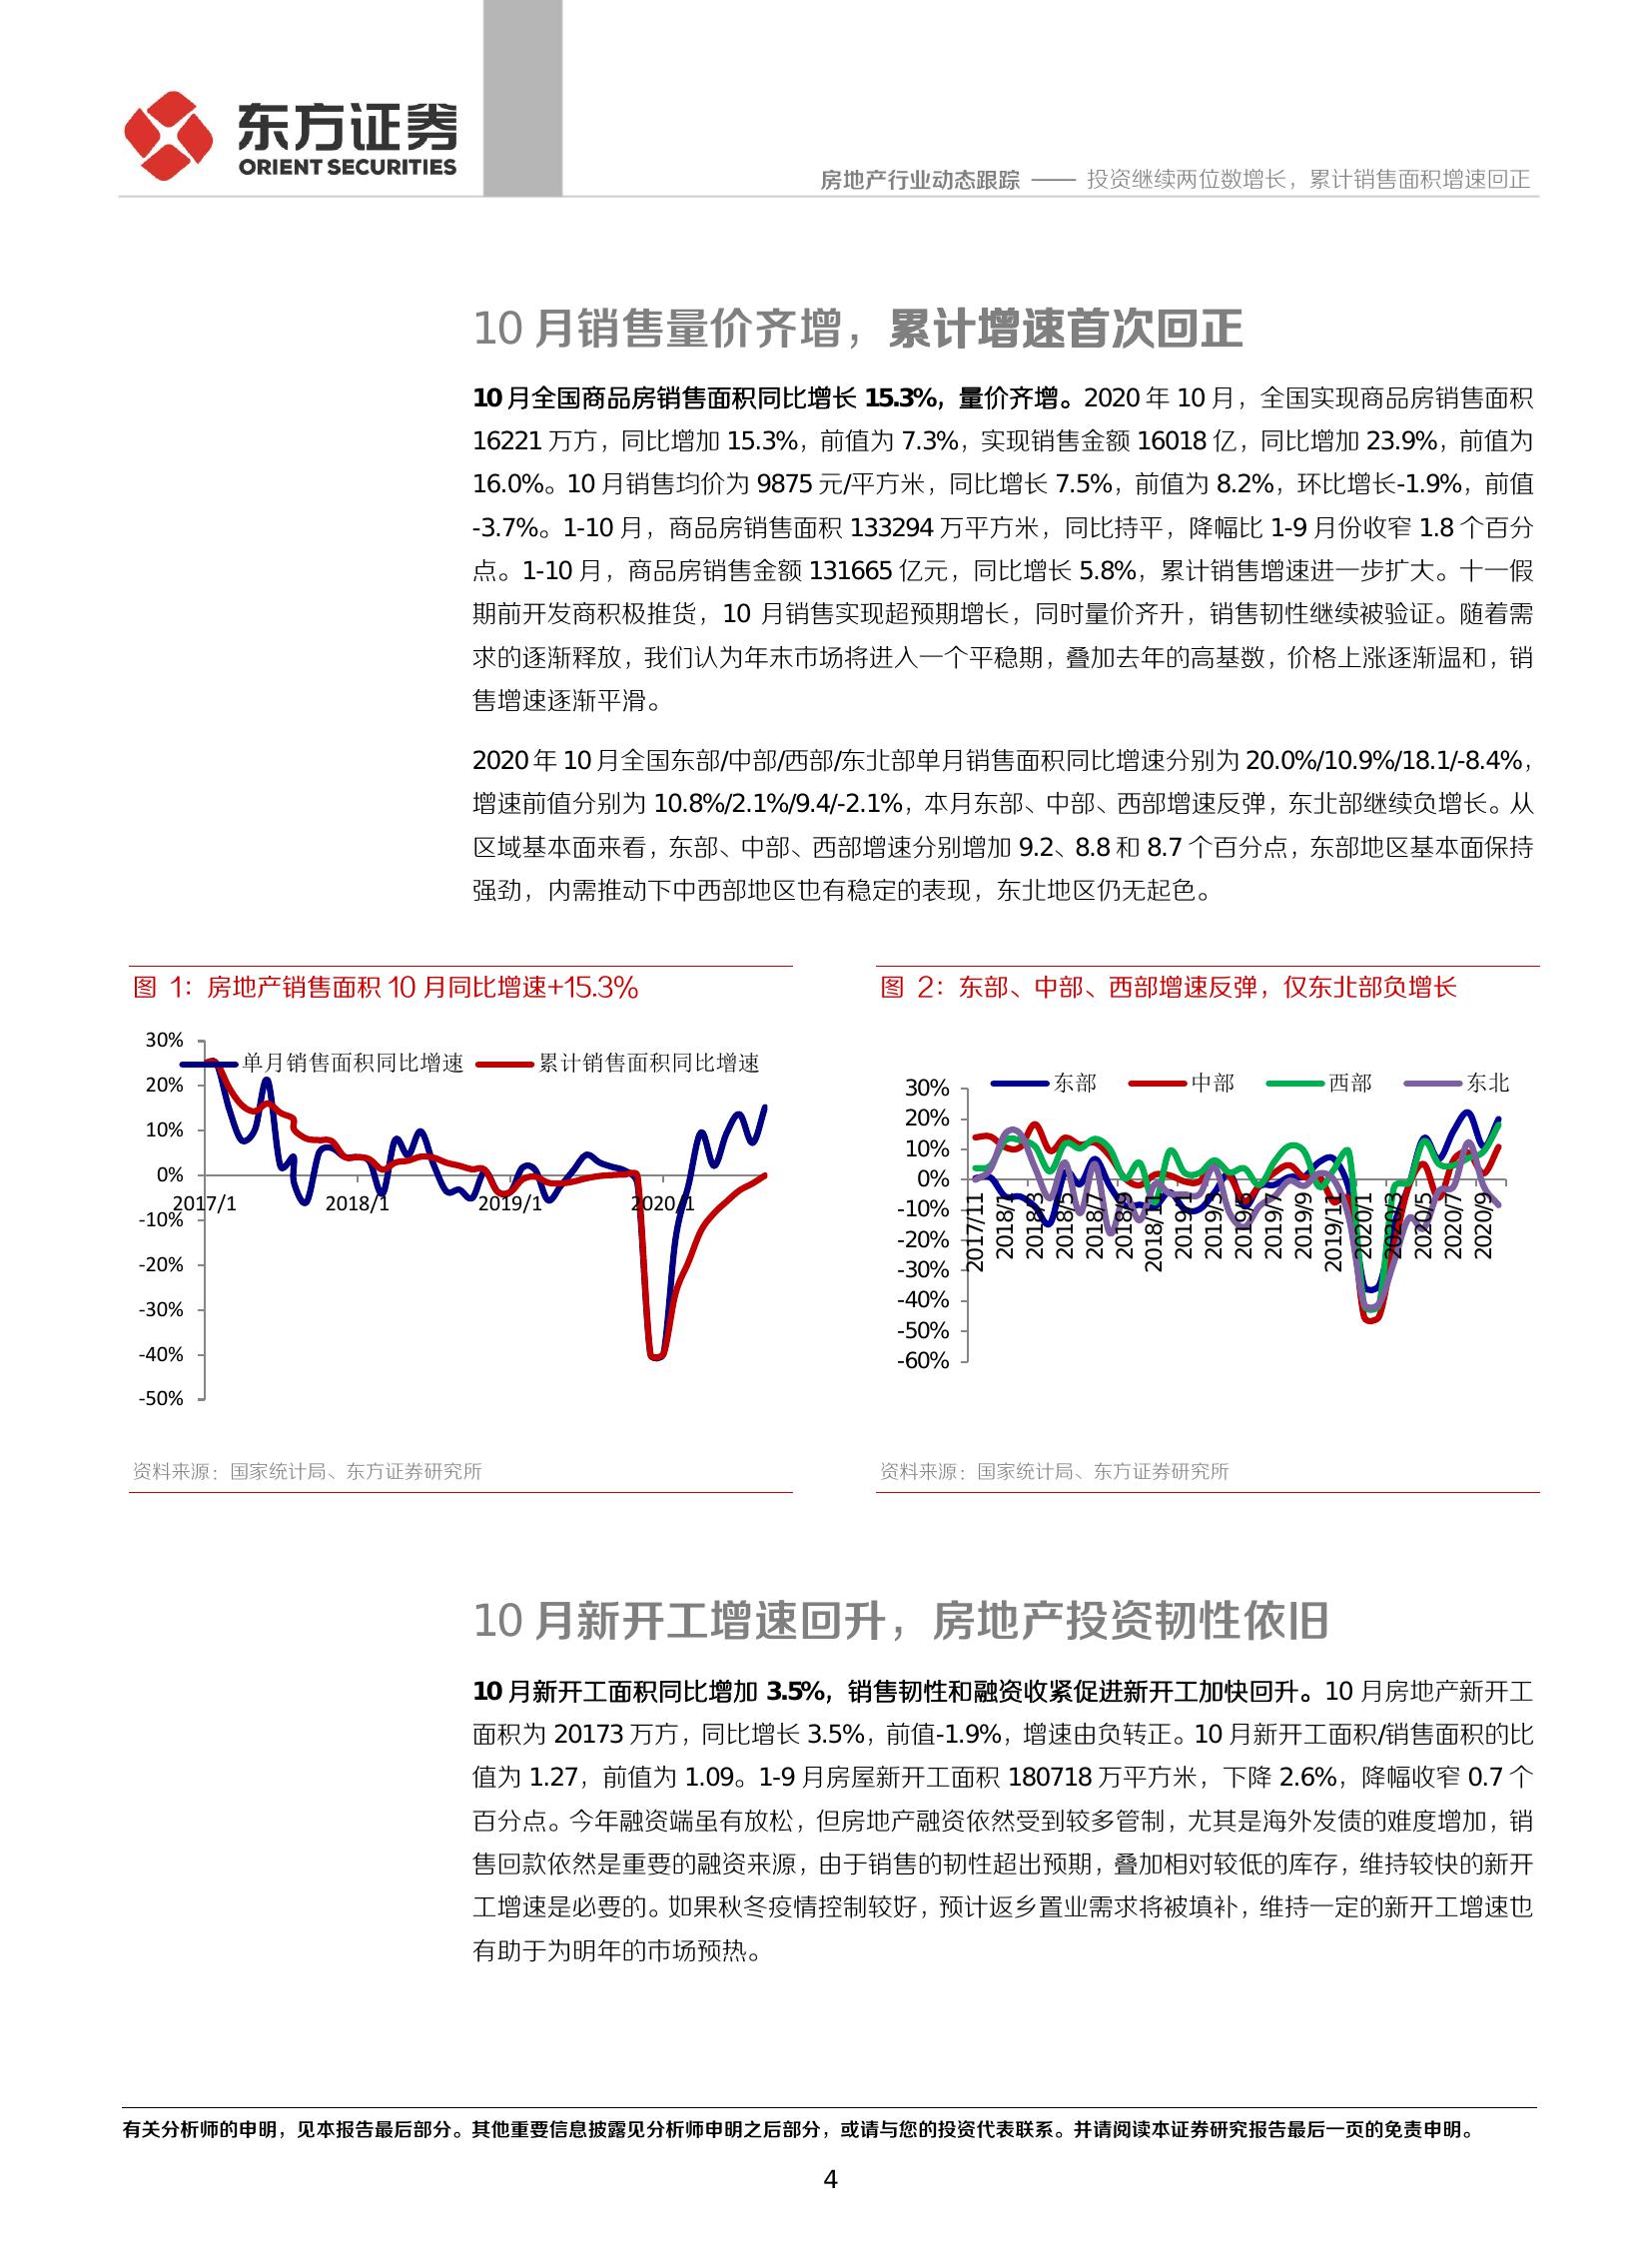 东方证券
ORIENT SECURITIES
房地产行业动态跟踪 —— 投资继续两位数增长，累计销售面积增速回正
10 月销售量价齐增，累计增速首次回正
10 月全国商品房销售面积同比增长 15.3%，量价齐增。2020 年 10 月，全国实现商品房销售面积
16221 万方，同比增加 15.3%，前值为 7.3%，实现销售金额 16018 亿，同比增加 23.9%，前值为
16.0%。10 月销售均价为 9875 元/平方米，同比增长 7.5%，前值为 8.2%，环比增长-1.9%，前值
-3.7%。1-10 月，商品房销售面积 133294 万平方米，同比持平，降幅比 1-9 月份收窄 1.8 个百分
点。1-10 月，商品房销售金额 131665 亿元，同比增长 5.8%，累计销售增速进一步扩大。十一假
期前开发商积极推货，10 月销售实现超预期增长，同时量价齐升，销售韧性继续被验证。随着需
求的逐渐释放，我们认为年末市场将进入一个平稳期，叠加去年的高基数，价格上涨逐渐温和，销
售增速逐渐平滑。
2020 年 10 月全国东部/中部/西部/东北部单月销售面积同比增速分别为 20.0%/10.9%/18.1/-8.4%，
增速前值分别为 10.8%/2.1%/9.4/-2.1%，本月东部、中部、西部增速反弹，东北部继续负增长。从
区域基本面来看，东部、中部、西部增速分别增加 9.2、8.8 和 8.7 个百分点，东部地区基本面保持
强劲，内需推动下中西部地区也有稳定的表现，东北地区仍无起色。
图 1：房地产销售面积 10 月同比增速+15.3%
30%
单月销售面积同比增速 累计销售面积同比增速
20%
10%
0%
2017/1 2018/1 2019/1 2020/1
-10%
-20%
-30%
-40%
-50%
资料来源：国家统计局、东方证券研究所
图 2：东部、中部、西部增速反弹，仅东北部负增长
东部 中部 西部 东北
30%
20%
10%
0%
-10%
-20%
-30%
-40%
-50%
-60%
2017/11
2018/1
2018/3
2018/5
2018/7
2018/9
2018/11
2019/1
2019/3
2019/5
2019/7
2019/9
2019/11
2020/1
2020/3
2020/5
2020/7
2020/9
资料来源：国家统计局、东方证券研究所
10 月新开工增速回升，房地产投资韧性依旧
10 月新开工面积同比增加 3.5%，销售韧性和融资收紧促进新开工加快回升。10 月房地产新开工
面积为 20173 万方，同比增长 3.5%，前值-1.9%，增速由负转正。10 月新开工面积/销售面积的比
值为 1.27，前值为 1.09。1-9 月房屋新开工面积 180718 万平方米，下降 2.6%，降幅收窄 0.7 个
百分点。今年融资端虽有放松，但房地产融资依然受到较多管制，尤其是海外发债的难度增加，销
售回款依然是重要的融资来源，由于销售的韧性超出预期，叠加相对较低的库存，维持较快的新开
工增速是必要的。如果秋冬疫情控制较好，预计返乡置业需求将被填补，维持一定的新开工增速也
有助于为明年的市场预热。
有关分析师的申明，见本报告最后部分。其他重要信息披露见分析师申明之后部分，或请与您的投资代表联系。并请阅读本证券研究报告最后一页的免责申明。
4